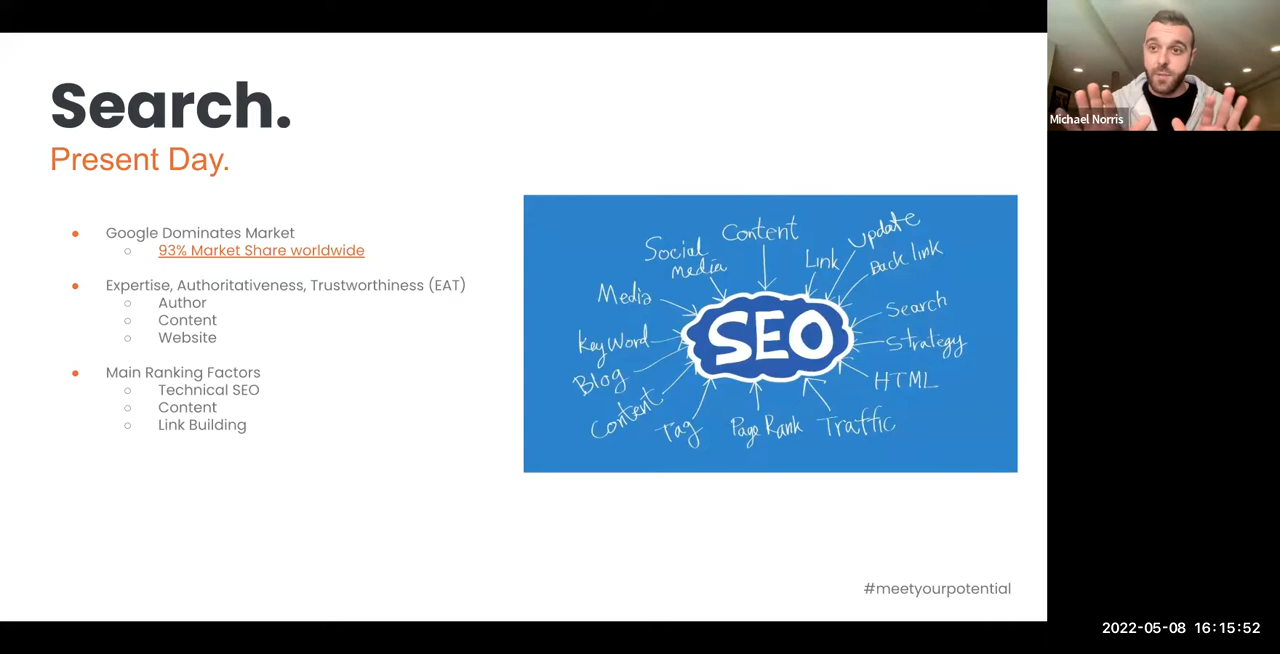 Search.
Present Day.
Google Dominates Market
93% Market Share worldwide
Expertise, Authoritativeness, Trustworthiness (EAT)
Author
Content
Website
Main Ranking Factors
Technical SEO
Content
Link Building
Content
Update
Social
media
Link
Back link
Media
Search
SEO
KeyWord
Strategy
Blog
HTML
Content
Tag
Page Rank
Traffic
#meetyourpotential
Michael Norris
2022-05-08 16:15:52